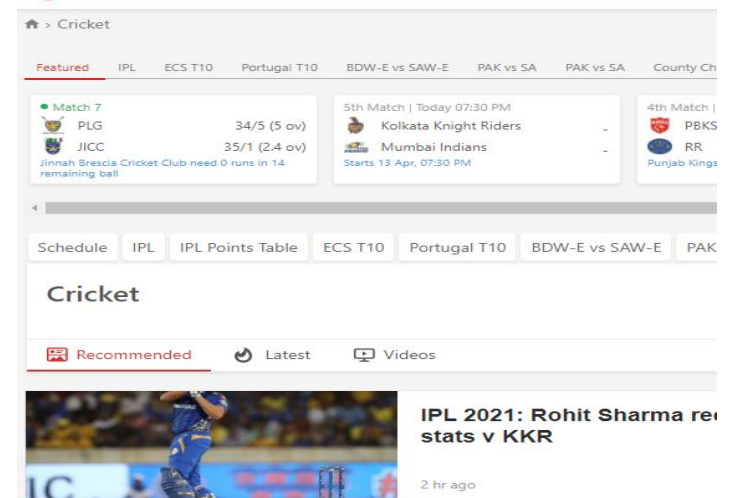 › Cricket
Featured IPL ECS T10 Portugal T10 BDW-E vs SAW-E PAK vs SA PAK vs SA County Ch
Match 7
PLG 34/5 (5 ov)
JICC 35/1 (2.4 ov)
Jinnah Brescia Cricket Club need 0 runs in 14
remaining ball
5th Match | Today 07:30 PM
Kolkata Knight Riders -
Mumbai Indians -
Starts 13 Apr, 07:30 PM
4th Match |
PBKS
RR
Punjab Kings
Schedule IPL IPL Points Table ECS T10 Portugal T10 BDW-E vs SAW-E PAK
Cricket
Recommended Latest Videos
IPL 2021: Rohit Sharma rec
stats v KKR
2 hr ago